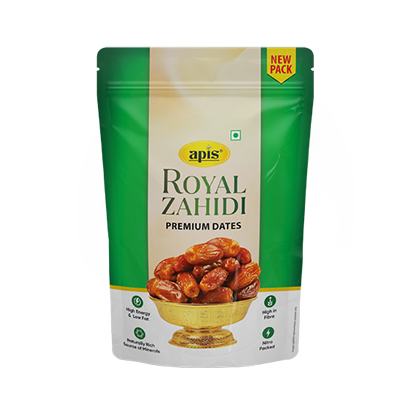 NEW
PACK
apis®
ROYAL
ZAHIDI
PREMIUM DATES
High Energy
& Low Fat
High in
Fibre
Naturally Rich
Source of Minerals
Nitro
Packed